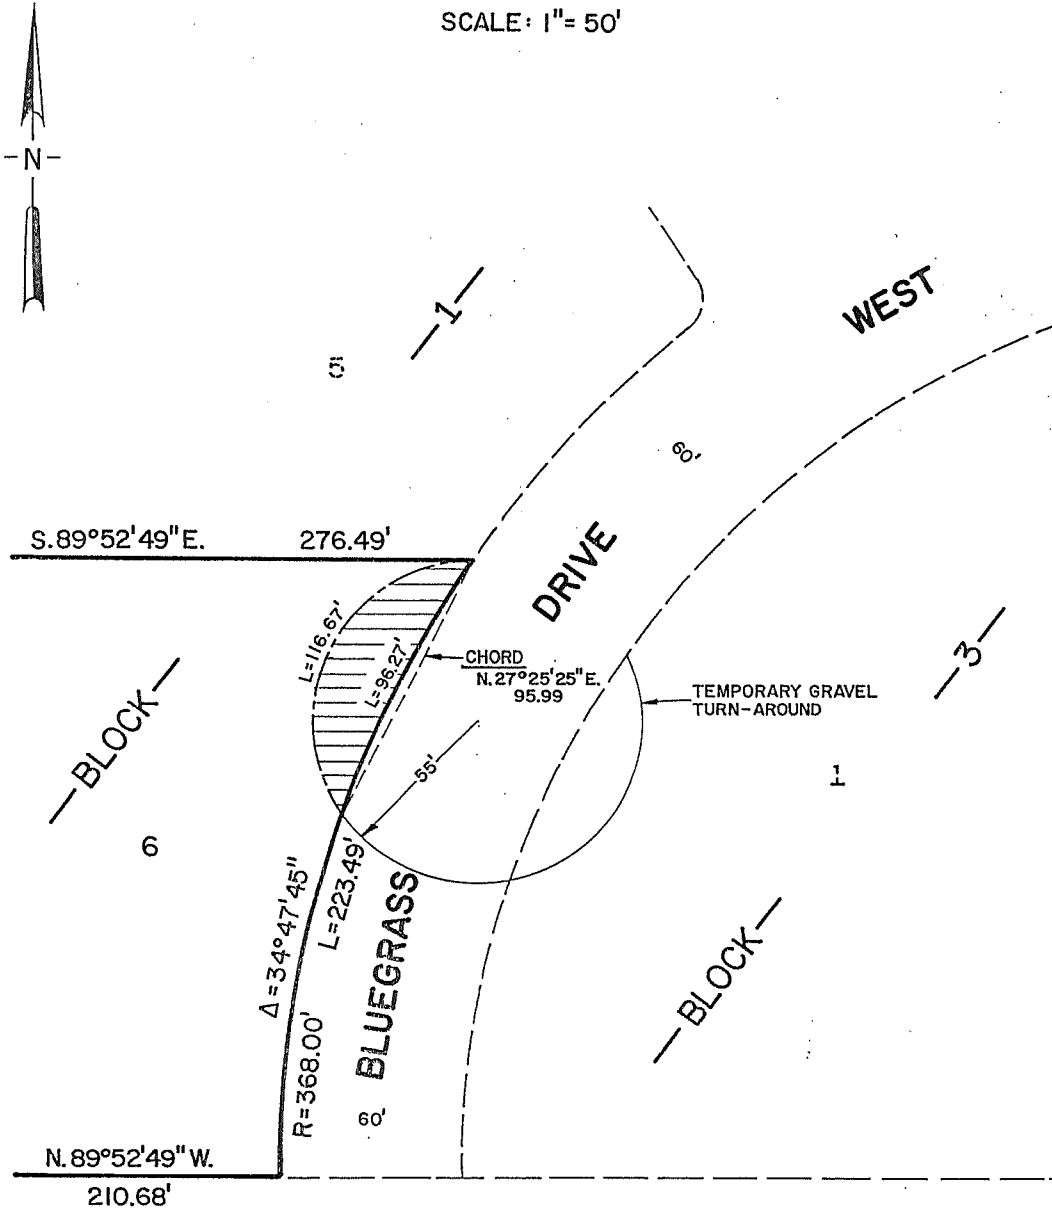 SCALE: 1"= 50'
-N-
WEST
-1-
5
60'
S.89°52'49"E.
276.49'
DRIVE
L=116.67'
L=96.27'
CHORD
N.27°25'25"E.
95.99
-3-
TEMPORARY GRAVEL
TURN-AROUND
-BLOCK-
55'
1
6
L=223.49'
Δ=34°47'45"
BLUEGRASS
-BLOCK-
R=368.00'
60'
N.89°52'49"W.
210.68'